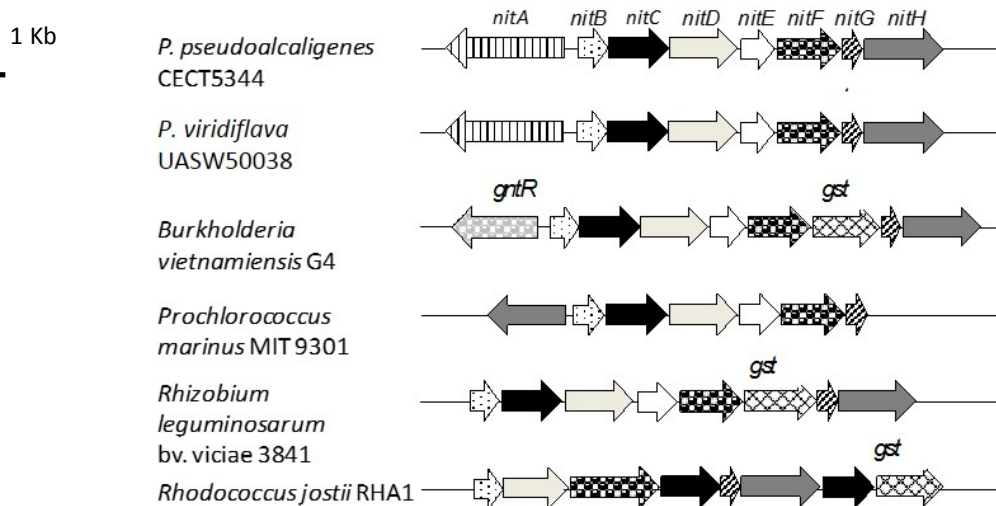 1 Kb
nitA nitB nitC nitD nitE nitF nitG nitH
P. pseudoalcaligenes
CECT5344
P. viridiflava
UASW50038
gntR gst
Burkholderia
vietnamiensis G4
Prochlorococcus
marinus MIT 9301
gst
Rhizobium
leguminosarum
bv. viciae 3841
gst
Rhodococcus jostii RHA1